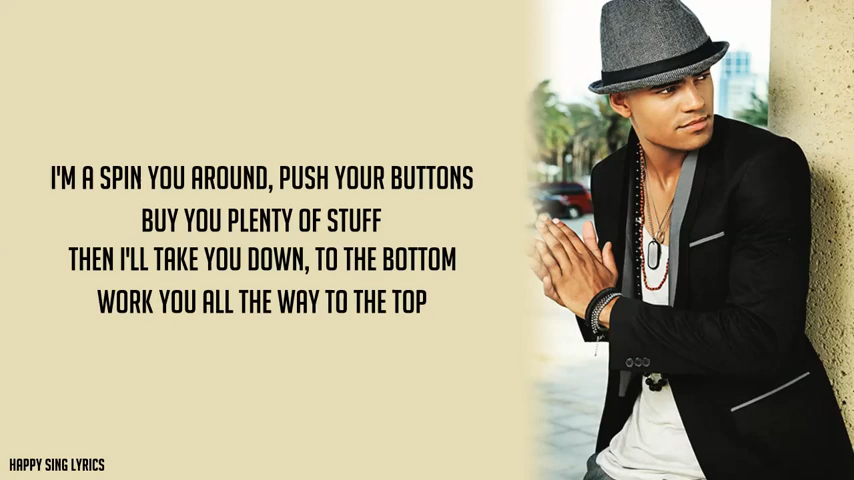 I'M A SPIN YOU AROUND, PUSH YOUR BUTTONS
BUY YOU PLENTY OF STUFF
THEN I'LL TAKE YOU DOWN, TO THE BOTTOM
WORK YOU ALL THE WAY TO THE TOP
HAPPY SING LYRICS